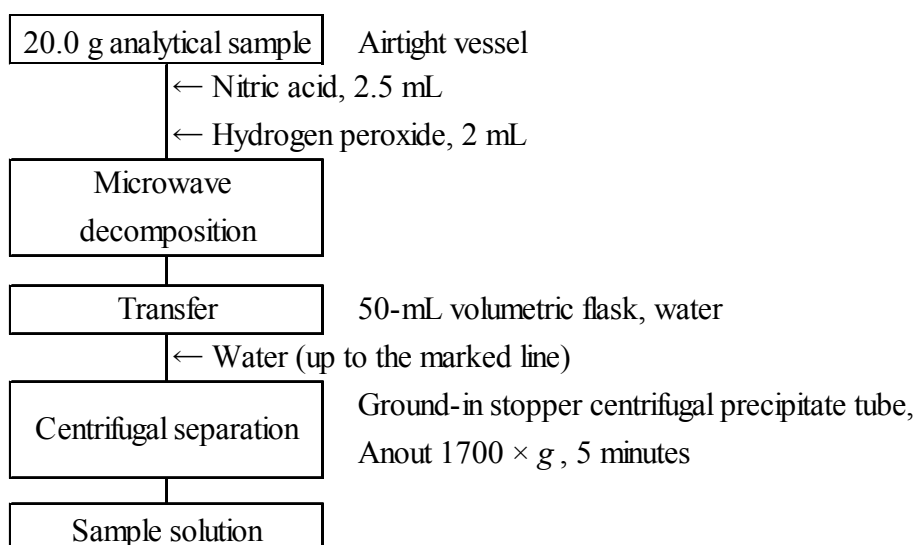 20.0 g analytical sample Airtight vessel
← Nitric acid, 2.5 mL
← Hydrogen peroxide, 2 mL
Microwave
decomposition
Transfer 50-mL volumetric flask, water
← Water (up to the marked line)
Centrifugal separation
Ground-in stopper centrifugal precipitate tube,
Anout 1700 × g , 5 minutes
Sample solution